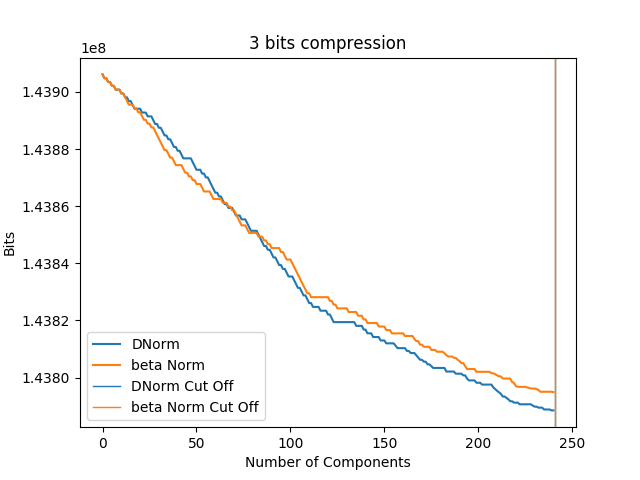 3 bits compression
1e8
1.4390
1.4388
1.4386
1.4384
1.4382
1.4380
Bits
DNorm
beta Norm
DNorm Cut Off
beta Norm Cut Off
0 50 100 150 200 250
Number of Components